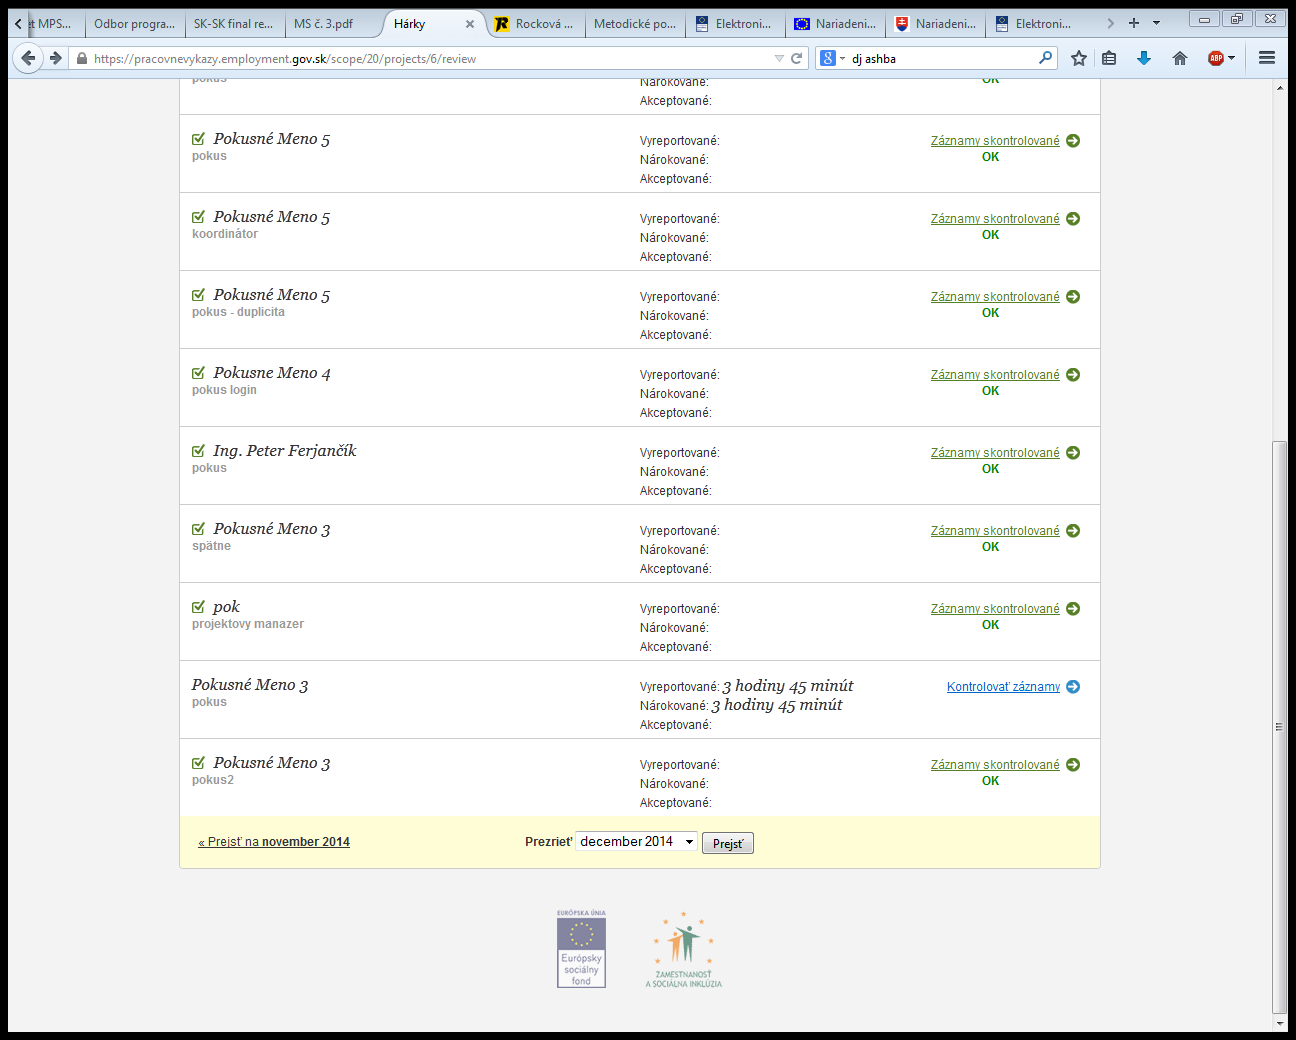 et MPS...
Odbor progra...
SK-SK final re...
MS č. 3.pdf
Hárky
Rocková ...
Metodické po...
Elektroni...
Nariadeni...
Nariadeni...
Elektroni...
https://pracovnevykazy.employment.gov.sk/scope/20/projects/6/review
8
dj ashba
ABP
pokus
Nárokované:
OK
Akceptované:
Pokusné Meno 5
pokus
Vyreportované:
Nárokované:
Akceptované:
Záznamy skontrolované
OK
Pokusné Meno 5
koordinátor
Vyreportované:
Nárokované:
Akceptované:
Záznamy skontrolované
OK
Pokusné Meno 5
pokus - duplicita
Vyreportované:
Nárokované:
Akceptované:
Záznamy skontrolované
OK
Pokusne Meno 4
pokus login
Vyreportované:
Nárokované:
Akceptované:
Záznamy skontrolované
OK
Ing. Peter Ferjančík
pokus
Vyreportované:
Nárokované:
Akceptované:
Záznamy skontrolované
OK
Pokusné Meno 3
spätne
Vyreportované:
Nárokované:
Akceptované:
Záznamy skontrolované
OK
pok
projektovy manazer
Vyreportované:
Nárokované:
Akceptované:
Záznamy skontrolované
OK
Pokusné Meno 3
pokus
Vyreportované: 3 hodiny 45 minút
Nárokované: 3 hodiny 45 minút
Akceptované:
Kontrolovať záznamy
Pokusné Meno 3
pokus2
Vyreportované:
Nárokované:
Akceptované:
Záznamy skontrolované
OK
« Prejsť na november 2014
Prezrieť december 2014 Prejsť
EURÓPSKA ÚNIA
Európsky
sociálny
fond
ZAMESTNANOSŤ
A SOCIÁLNA INKLÚZIA